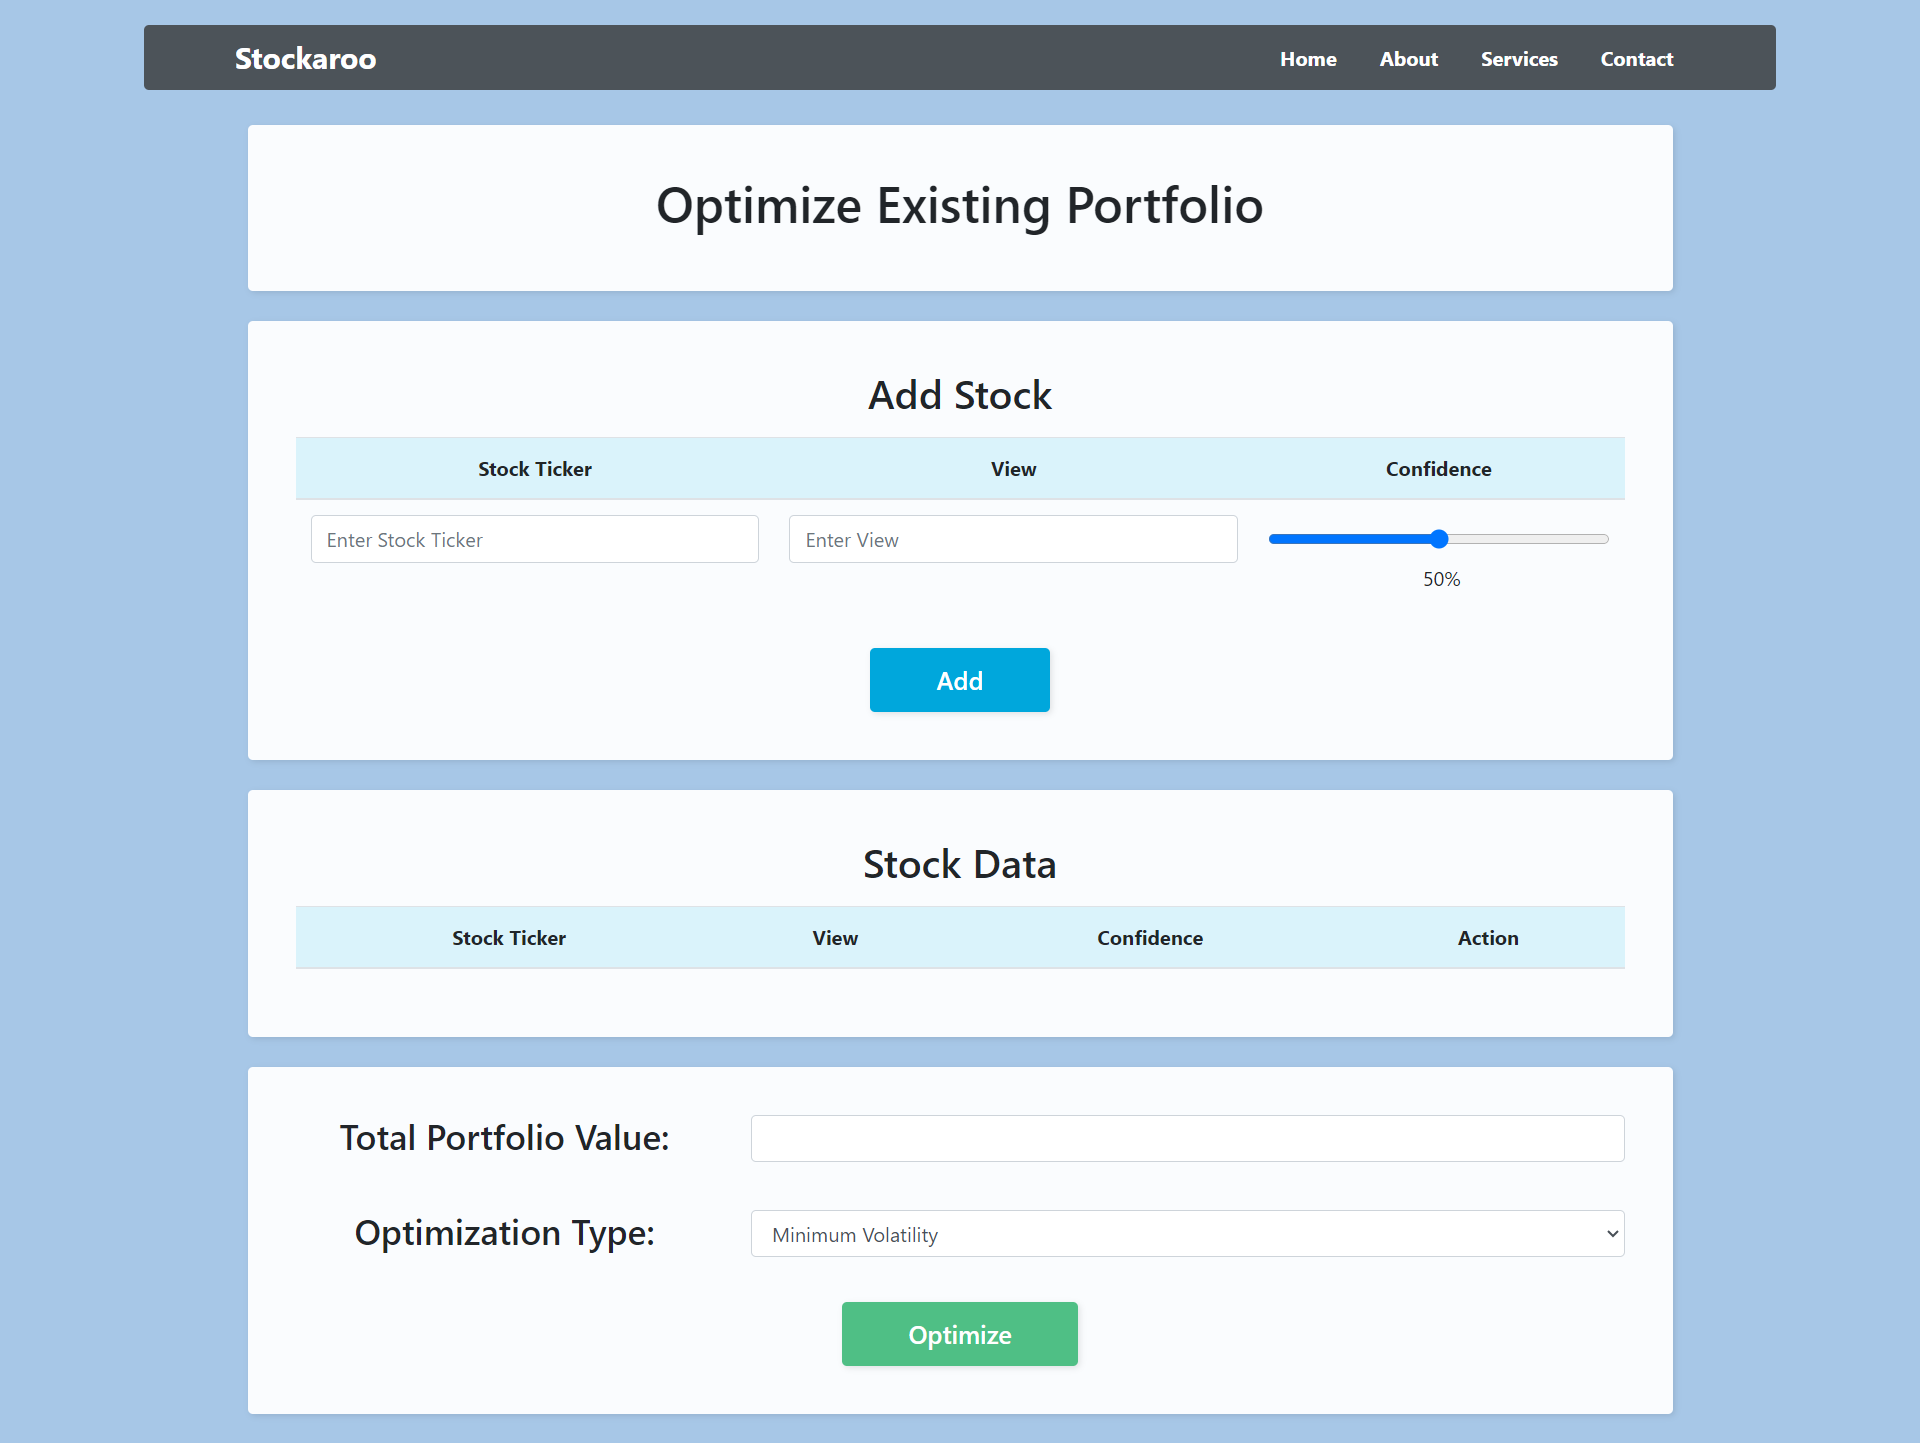 Stockaroo Home About Services Contact
Optimize Existing Portfolio
Add Stock
Stock Ticker View Confidence
Enter Stock Ticker Enter View
50%
Add
Stock Data
Stock Ticker View Confidence Action
Total Portfolio Value:
Optimization Type: Minimum Volatility
Optimize